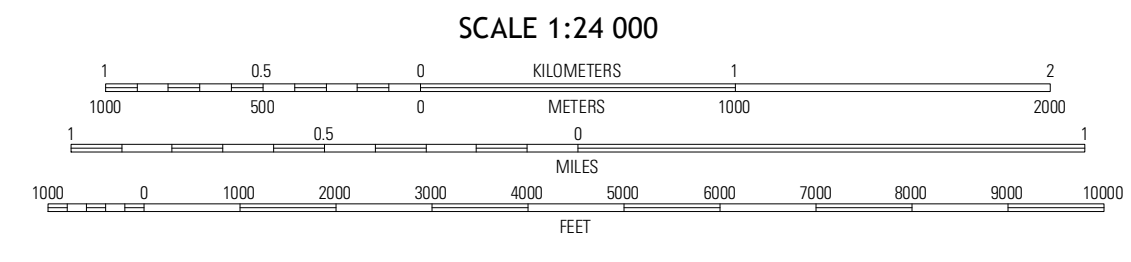 SCALE 1:24 000
1 0.5 0 KILOMETERS 1 2
1000 500 0 METERS 1000 2000
1 0.5 0 1
MILES
1000 0 1000 2000 3000 4000 5000 6000 7000 8000 9000 10000
FEET